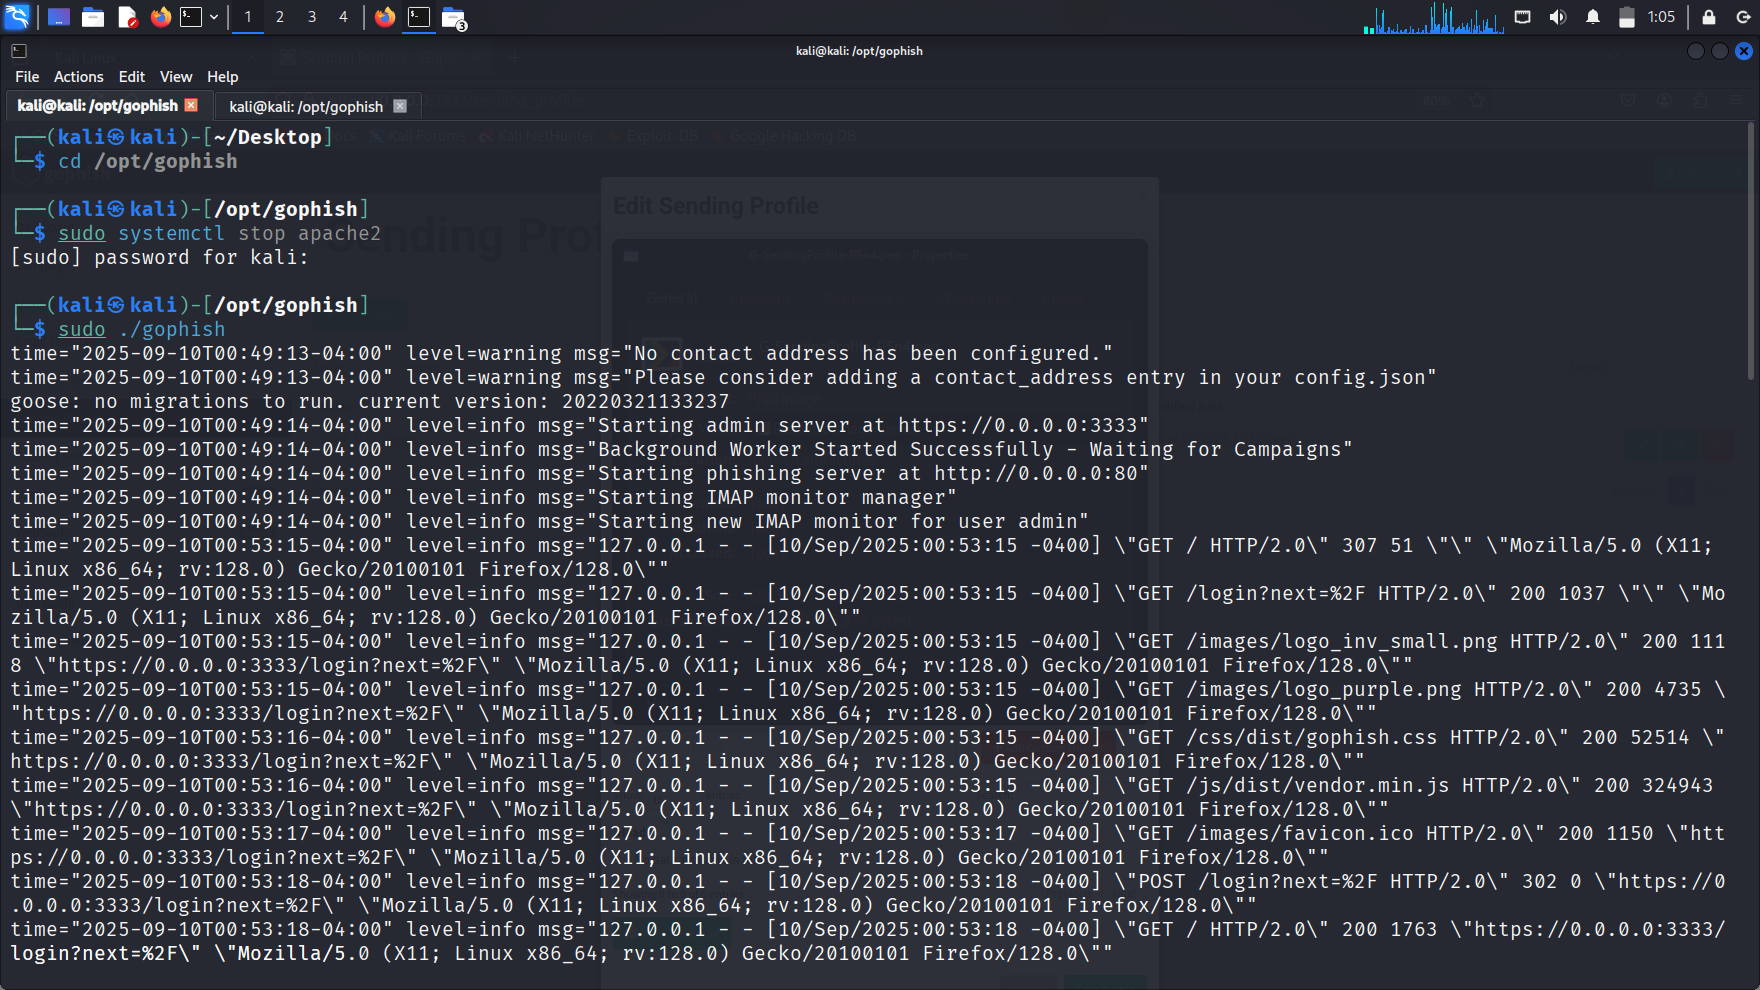 1 2 3 4 3 1:05
kali@kali: /opt/gophish
File Actions Edit View Help
kali@kali: /opt/gophish kali@kali: /opt/gophish
Kali Forums Kali NetHunter Exploit-DB Google Hacking DB
┌──(kali㉿kali)-[~/Desktop]
└─$ cd /opt/gophish
Edit Sending Profile
┌──(kali㉿kali)-[/opt/gophish]
└─$ sudo systemctl stop apache2
[sudo] password for kali:
General
┌──(kali㉿kali)-[/opt/gophish]
└─$ sudo ./gophish
time="2025-09-10T00:49:13-04:00" level=warning msg="No contact address has been configured."
time="2025-09-10T00:49:13-04:00" level=warning msg="Please consider adding a contact_address entry in your config.json"
goose: no migrations to run. current version: 20220321133237
time="2025-09-10T00:49:14-04:00" level=info msg="Starting admin server at https://0.0.0.0:3333"
time="2025-09-10T00:49:14-04:00" level=info msg="Background Worker Started Successfully - Waiting for Campaigns"
time="2025-09-10T00:49:14-04:00" level=info msg="Starting phishing server at http://0.0.0.0:80"
time="2025-09-10T00:49:14-04:00" level=info msg="Starting IMAP monitor manager"
time="2025-09-10T00:49:14-04:00" level=info msg="Starting new IMAP monitor for user admin"
time="2025-09-10T00:53:15-04:00" level=info msg="127.0.0.1 - - [10/Sep/2025:00:53:15 -0400] \"GET / HTTP/2.0\" 307 51 \"\" \"Mozilla/5.0 (X11;
Linux x86_64; rv:128.0) Gecko/20100101 Firefox/128.0\""
time="2025-09-10T00:53:15-04:00" level=info msg="127.0.0.1 - - [10/Sep/2025:00:53:15 -0400] \"GET /login?next=%2F HTTP/2.0\" 200 1037 \"\" \"Mo
zilla/5.0 (X11; Linux x86_64; rv:128.0) Gecko/20100101 Firefox/128.0\""
time="2025-09-10T00:53:15-04:00" level=info msg="127.0.0.1 - - [10/Sep/2025:00:53:15 -0400] \"GET /images/logo_inv_small.png HTTP/2.0\" 200 111
8 \"https://0.0.0.0:3333/login?next=%2F\" \"Mozilla/5.0 (X11; Linux x86_64; rv:128.0) Gecko/20100101 Firefox/128.0\""
time="2025-09-10T00:53:15-04:00" level=info msg="127.0.0.1 - - [10/Sep/2025:00:53:15 -0400] \"GET /images/logo_purple.png HTTP/2.0\" 200 4735 \
"https://0.0.0.0:3333/login?next=%2F\" \"Mozilla/5.0 (X11; Linux x86_64; rv:128.0) Gecko/20100101 Firefox/128.0\""
time="2025-09-10T00:53:16-04:00" level=info msg="127.0.0.1 - - [10/Sep/2025:00:53:15 -0400] \"GET /css/dist/gophish.css HTTP/2.0\" 200 52514 \"
https://0.0.0.0:3333/login?next=%2F\" \"Mozilla/5.0 (X11; Linux x86_64; rv:128.0) Gecko/20100101 Firefox/128.0\""
time="2025-09-10T00:53:16-04:00" level=info msg="127.0.0.1 - - [10/Sep/2025:00:53:15 -0400] \"GET /js/dist/vendor.min.js HTTP/2.0\" 200 324943
\"https://0.0.0.0:3333/login?next=%2F\" \"Mozilla/5.0 (X11; Linux x86_64; rv:128.0) Gecko/20100101 Firefox/128.0\""
time="2025-09-10T00:53:17-04:00" level=info msg="127.0.0.1 - - [10/Sep/2025:00:53:17 -0400] \"GET /images/favicon.ico HTTP/2.0\" 200 1150 \"htt
ps://0.0.0.0:3333/login?next=%2F\" \"Mozilla/5.0 (X11; Linux x86_64; rv:128.0) Gecko/20100101 Firefox/128.0\""
time="2025-09-10T00:53:18-04:00" level=info msg="127.0.0.1 - - [10/Sep/2025:00:53:18 -0400] \"POST /login?next=%2F HTTP/2.0\" 302 0 \"https://0
.0.0.0:3333/login?next=%2F\" \"Mozilla/5.0 (X11; Linux x86_64; rv:128.0) Gecko/20100101 Firefox/128.0\""
time="2025-09-10T00:53:18-04:00" level=info msg="127.0.0.1 - - [10/Sep/2025:00:53:18 -0400] \"GET / HTTP/2.0\" 200 1763 \"https://0.0.0.0:3333/
login?next=%2F\" \"Mozilla/5.0 (X11; Linux x86_64; rv:128.0) Gecko/20100101 Firefox/128.0\""